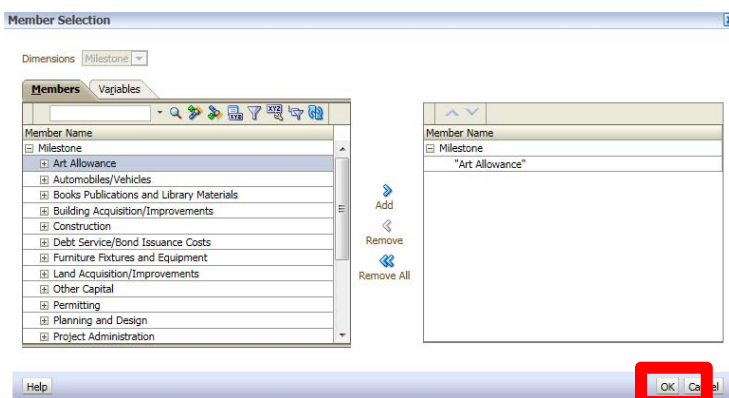 Member Selection
Dimensions Milestone
Members Variables
Member Name
Milestone
Art Allowance
Automobiles/Vehicles
Books Publications and Library Materials
Building Acquisition/Improvements
Construction
Debt Service/Bond Issuance Costs
Furniture Fixtures and Equipment
Land Acquisition/Improvements
Other Capital
Permitting
Planning and Design
Project Administration
Add
Remove
Remove All
Member Name
Milestone
"Art Allowance"
Help OK